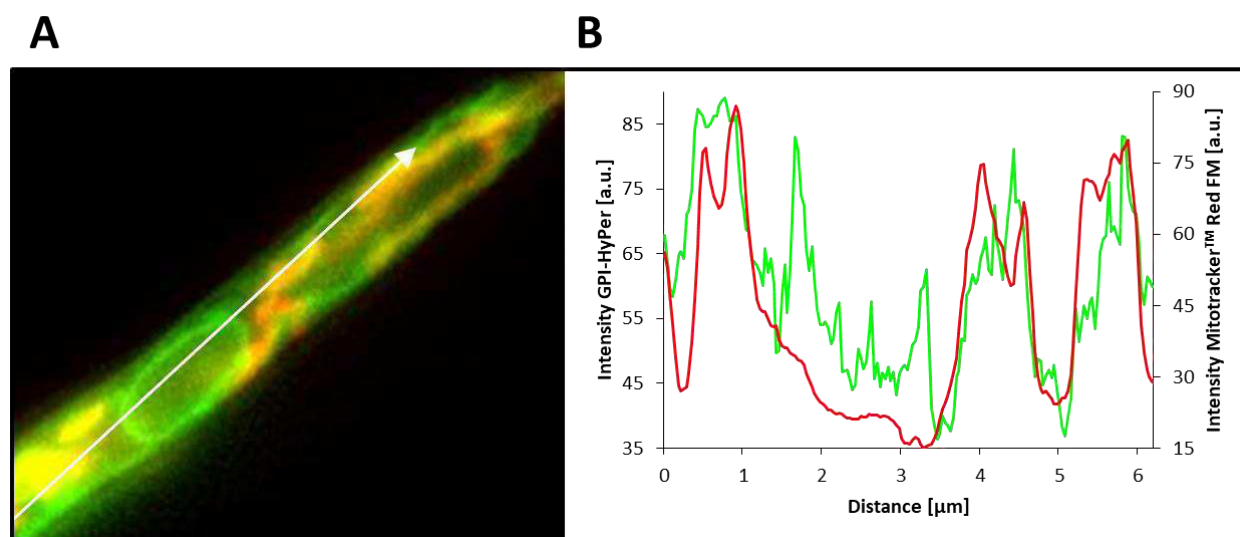 A
B
Intensity GPI-HyPer [a.u.]
85
75
65
55
45
35
90
75
60
45
30
15
Intensity Mitotracker™ Red FM [a.u.]
0 1 2 3 4 5 6
Distance [µm]